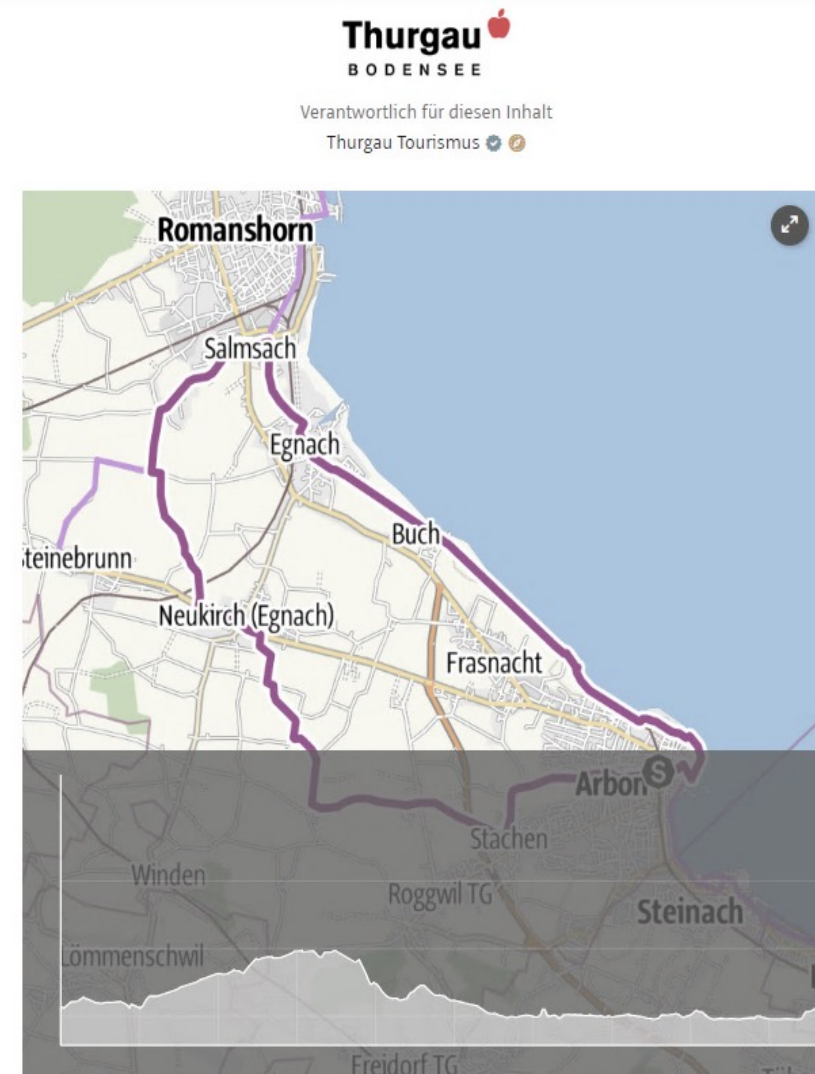 Thurgau
BODENSEE
Verantwortlich für diesen Inhalt
Thurgau Tourismus
Romanshorn
Salmsach
Egnach
Buch
teinebrunn
Neukirch (Egnach)
Frasnacht
Arbon S
Stachen
Winden
Roggwil TG
Steinach
Lömmenschwil
Freidorf TG